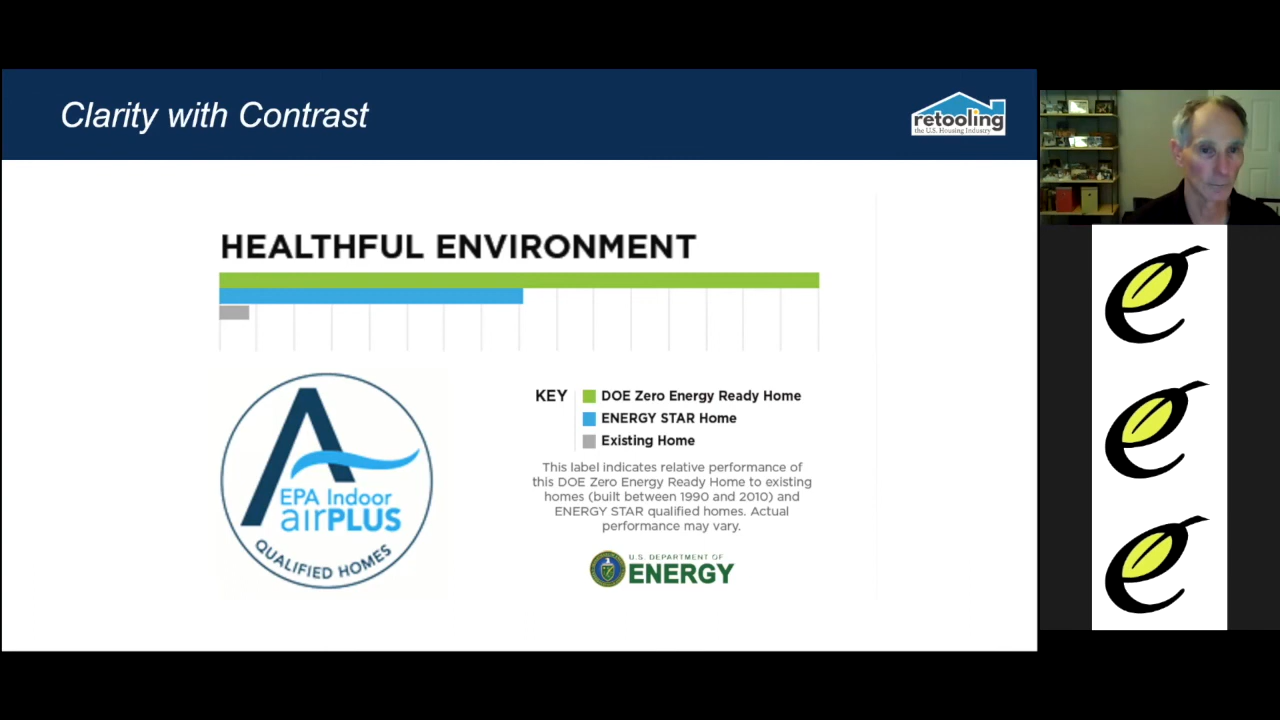 Clarity with Contrast
retooling
the U.S. Housing Industry
HEALTHFUL ENVIRONMENT
KEY
DOE Zero Energy Ready Home
ENERGY STAR Home
Existing Home
This label indicates relative performance of
this DOE Zero Energy Ready Home to existing
homes (built between 1990 and 2010) and
ENERGY STAR qualified homes. Actual
performance may vary.
U.S. DEPARTMENT OF
ENERGY
A
EPA Indoor
airPLUS
QUALIFIED HOMES
e
e
e